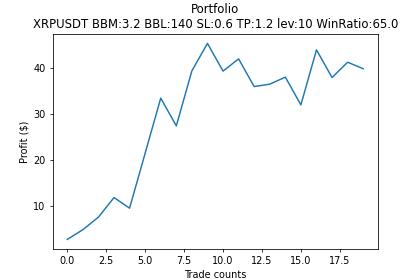 Portfolio
XRPUSDT BBM:3.2 BBL:140 SL:0.6 TP:1.2 lev:10 WinRatio:65.0
40
30
20
10
Profit ($)
0.0 2.5 5.0 7.5 10.0 12.5 15.0 17.5
Trade counts